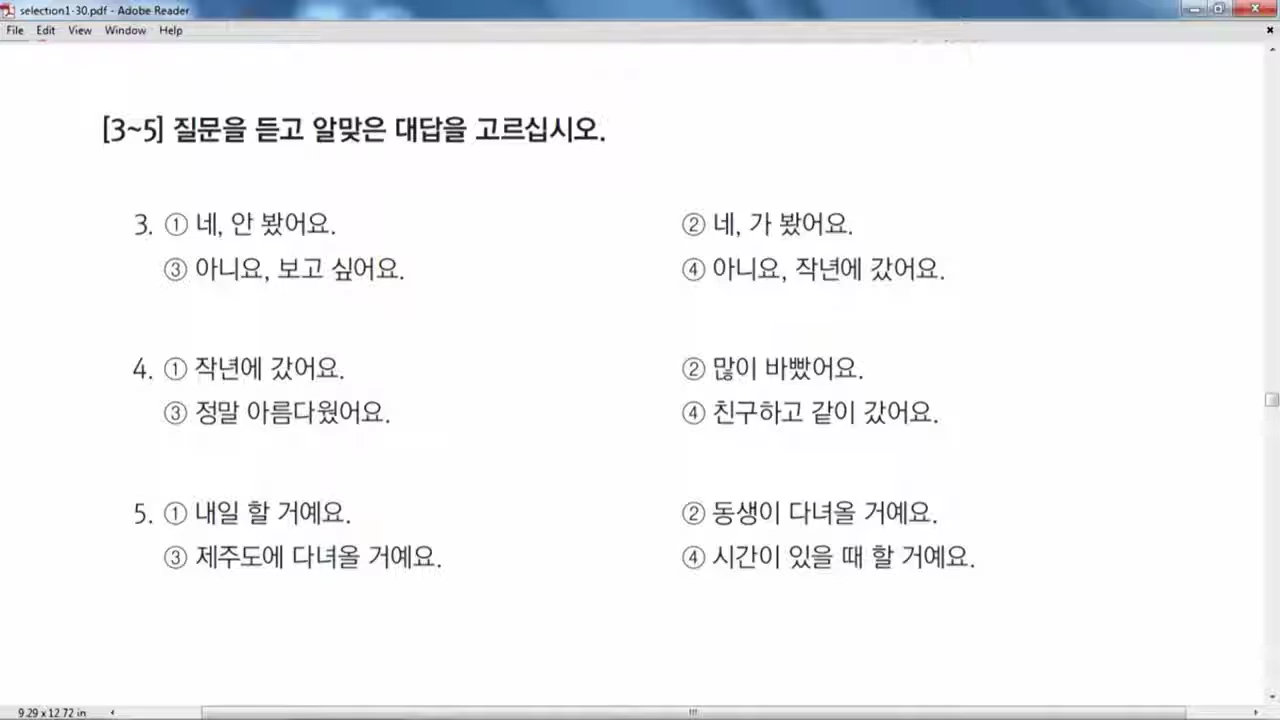 selection1-30.pdf - Adobe Reader
File Edit View Window Help
[3~5] 질문을 듣고 알맞은 대답을 고르십시오.
3. ① 네, 안 봤어요. ② 네, 가 봤어요.
③ 아니요, 보고 싶어요. ④ 아니요, 작년에 갔어요.
4. ① 작년에 갔어요. ② 많이 바빴어요.
③ 정말 아름다웠어요. ④ 친구하고 같이 갔어요.
5. ① 내일 할 거예요. ② 동생이 다녀올 거예요.
③ 제주도에 다녀올 거예요. ④ 시간이 있을 때 할 거예요.
9.29 x 12.72 in